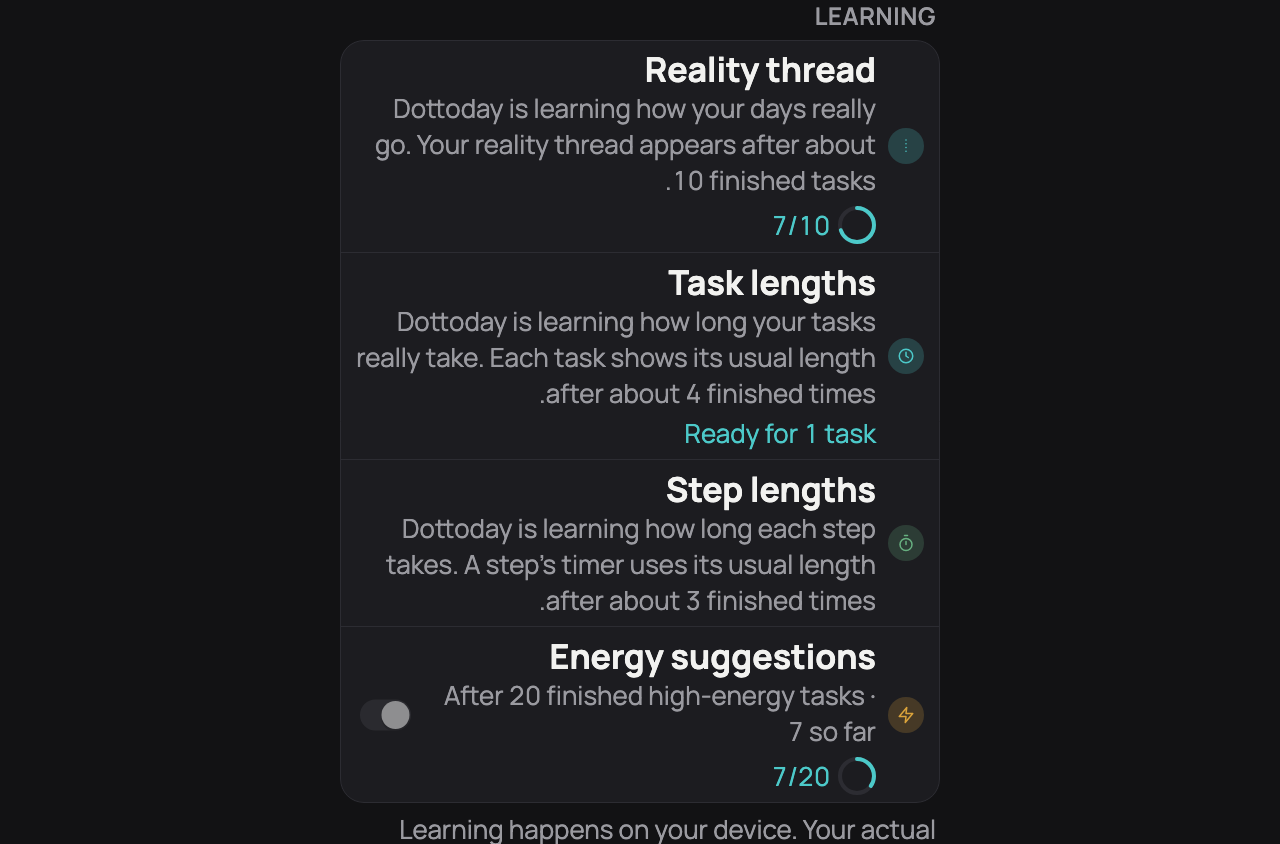 LEARNING
Reality thread
Dottoday is learning how your days really
go. Your reality thread appears after about
.10 finished tasks
7/10
Task lengths
Dottoday is learning how long your tasks
really take. Each task shows its usual length
.after about 4 finished times
Ready for 1 task
Step lengths
Dottoday is learning how long each step
takes. A step’s timer uses its usual length
.after about 3 finished times
Energy suggestions
After 20 finished high-energy tasks ·
7 so far
7/20
Learning happens on your device. Your actual